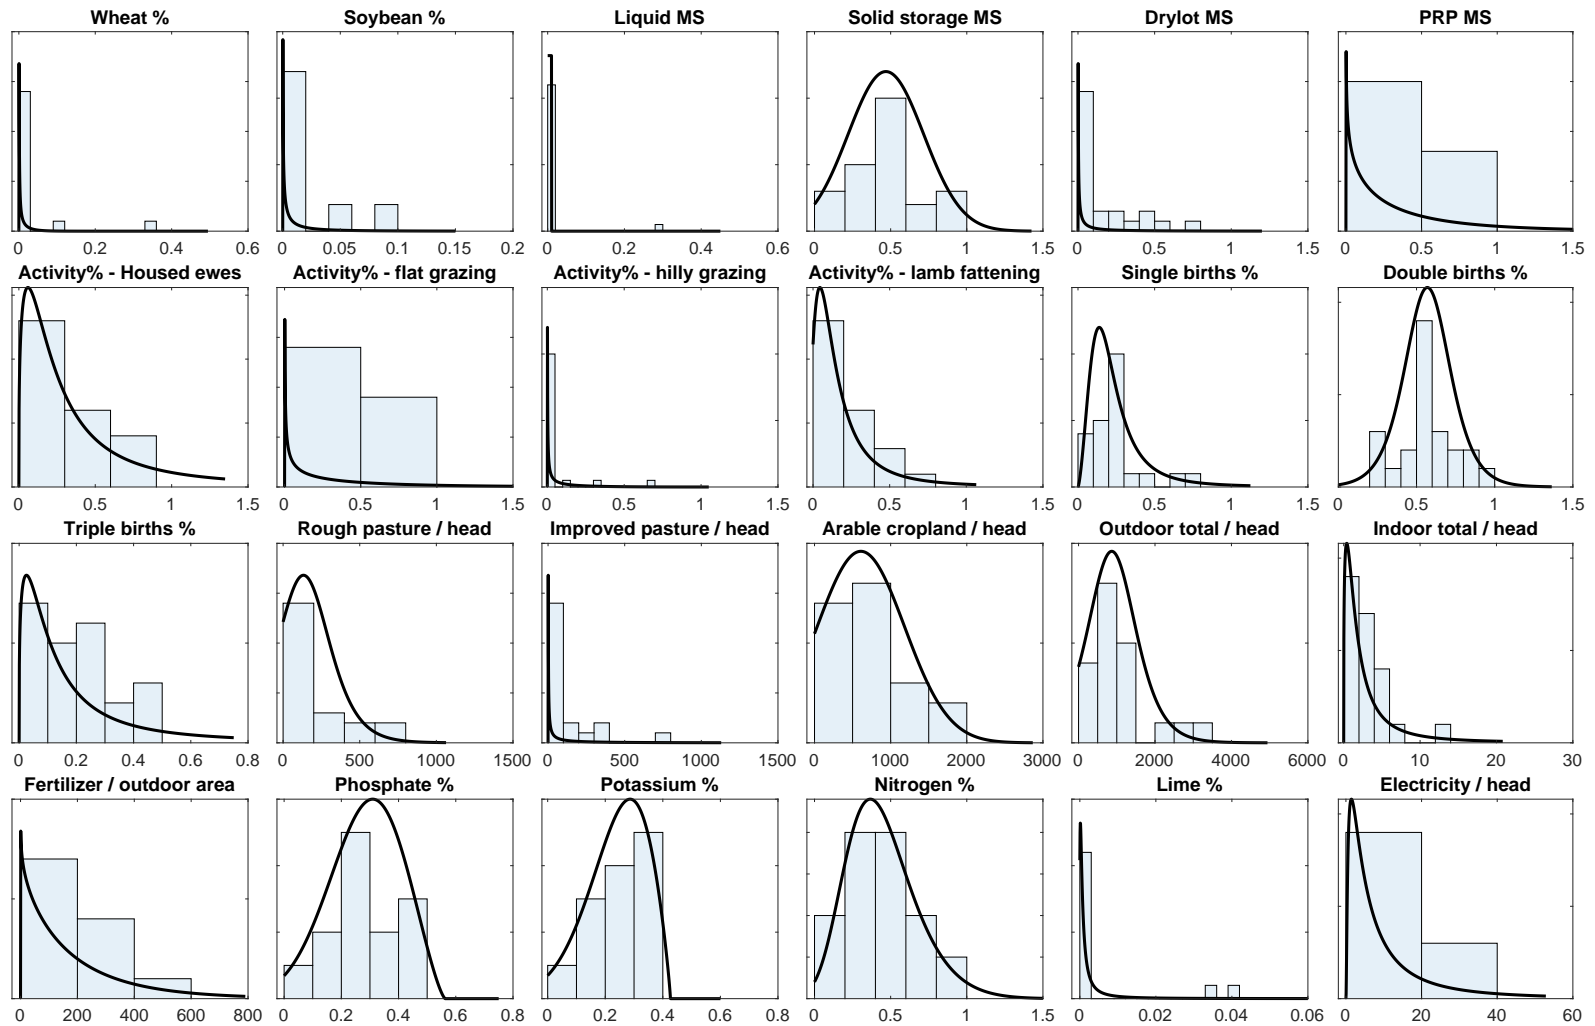 Wheat % Soybean % Liquid MS Solid storage MS Drylot MS PRP MS
0 0.2 0.4 0.6 0 0.05 0.1 0.15 0.2 0 0.2 0.4 0.6 0 0.5 1 1.5 0 0.5 1 1.5 0 0.5 1 1.5
Activity% - Housed ewes Activity% - flat grazing Activity% - hilly grazing Activity% - lamb fattening Single births % Double births %
0 0.5 1 1.5 0 0.5 1 1.5 0 0.5 1 1.5 0 0.5 1 1.5 0 0.5 1 1.5 0 0.5 1 1.5
Triple births % Rough pasture / head Improved pasture / head Arable cropland / head Outdoor total / head Indoor total / head
0 0.2 0.4 0.6 0.8 0 500 1000 1500 0 500 1000 1500 0 1000 2000 3000 0 2000 4000 6000 0 10 20 30
Fertilizer / outdoor area Phosphate % Potassium % Nitrogen % Lime % Electricity / head
0 200 400 600 800 0 0.2 0.4 0.6 0.8 0 0.2 0.4 0.6 0.8 0 0.5 1 1.5 0 0.02 0.04 0.06 0 20 40 60